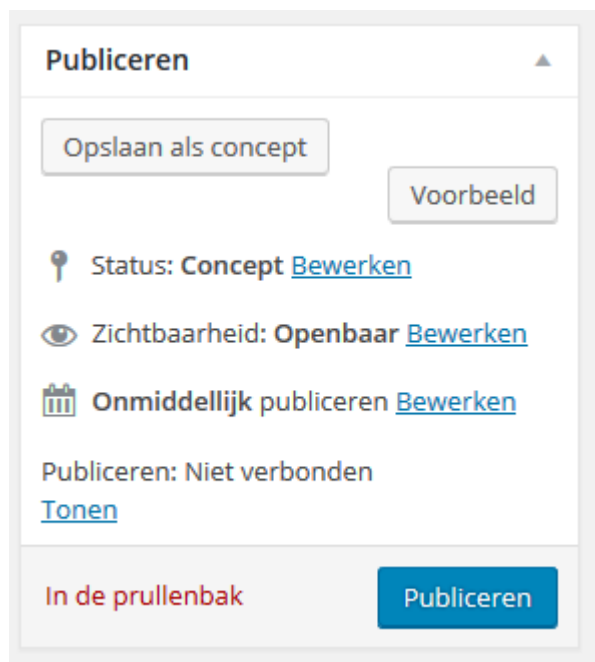 Publiceren
Opslaan als concept
Voorbeeld
Status: Concept Bewerken
Zichtbaarheid: Openbaar Bewerken
Onmiddellijk publiceren Bewerken
Publiceren: Niet verbonden
Tonen
In de prullenbak
Publiceren